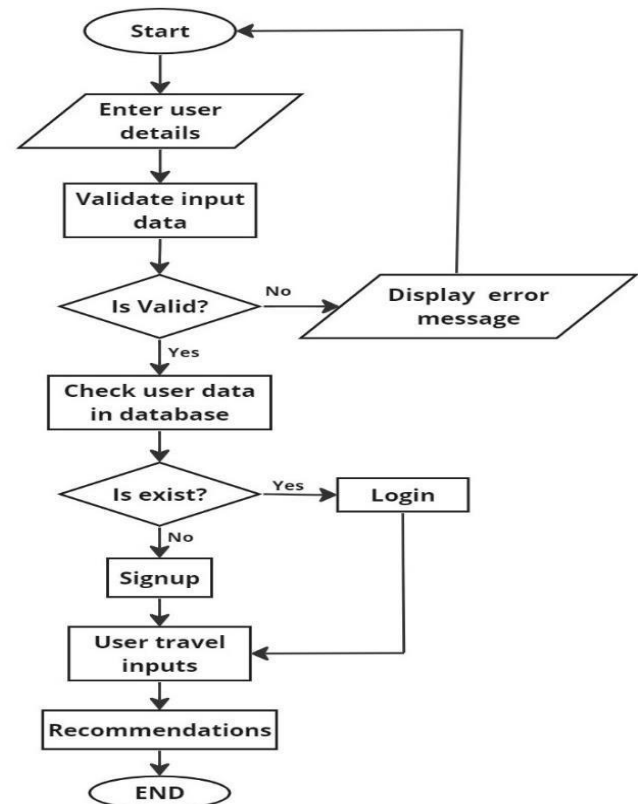 Start
Enter user
details
Validate input
data
Is Valid?
No
Display error
message
Yes
Check user data
in database
Is exist?
Yes
Login
No
Signup
User travel
inputs
Recommendations
END